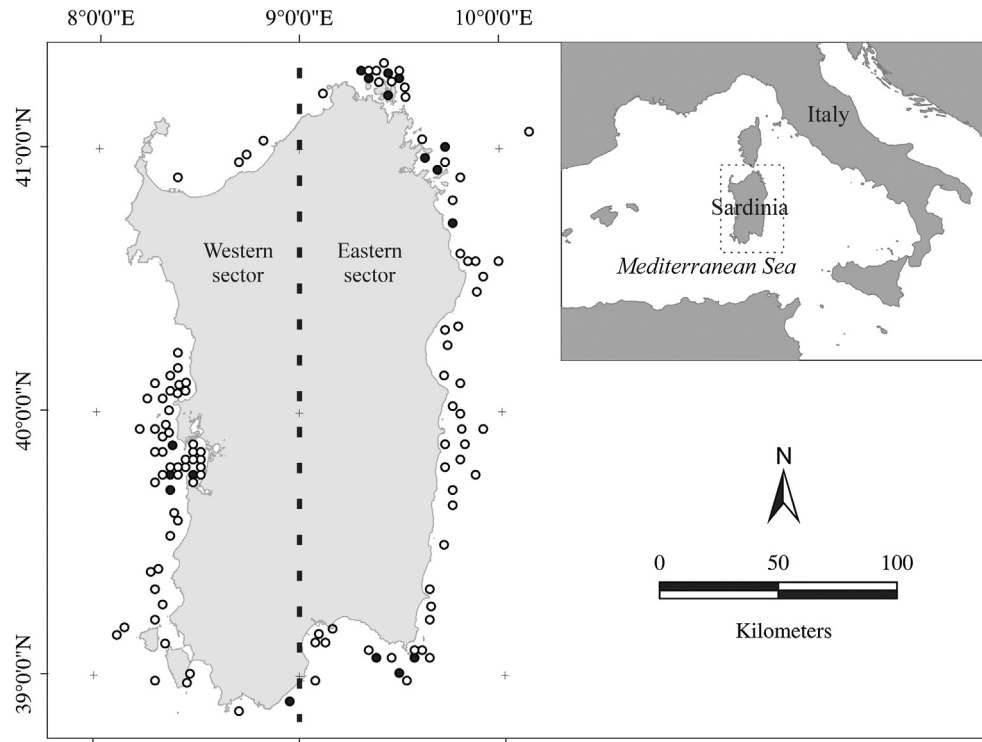 8°0'0"E
9°0'0"E
10°0'0"E
41°0'0"N
40°0'0"N
39°0'0"N
Western
sector
Eastern
sector
Italy
Sardinia
Mediterranean Sea
N
0
50
100
Kilometers